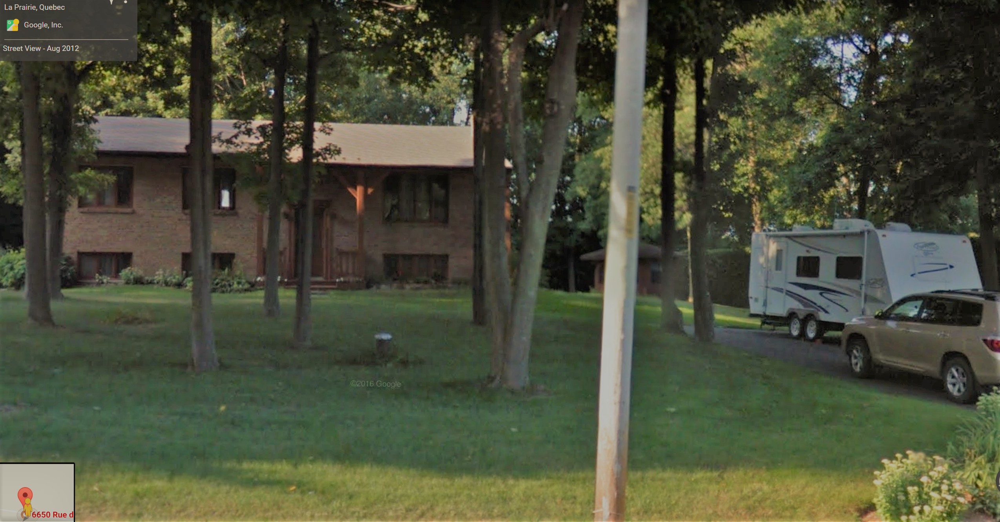 La Prairie, Quebec
Google, Inc.
Street View - Aug 2012
©2016 Google
6650 Rue d